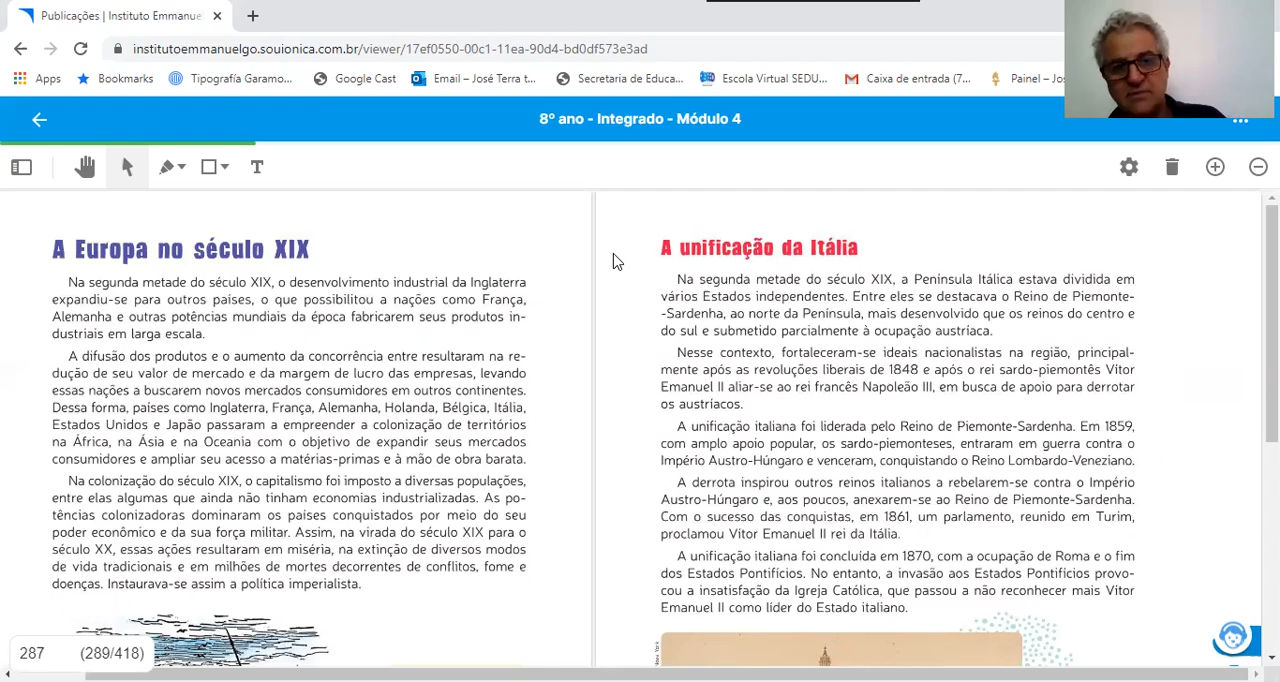 Publicações | Instituto Emmanue
institutoemmanuelgo.souionica.com.br/viewer/17ef0550-00c1-11ea-90d4-bd0df573e3ad
Apps Bookmarks Tipografía Garamo... Google Cast Email – José Terra t... Secretaria de Educa... Escola Virtual SEDU... Caixa de entrada (7... Painel – Jos
8º ano - Integrado - Módulo 4
A Europa no século XIX
Na segunda metade do século XIX, o desenvolvimento industrial da Inglaterra
expandiu-se para outros países, o que possibilitou a nações como França,
Alemanha e outras potências mundiais da época fabricarem seus produtos in-
dustriais em larga escala.
A difusão dos produtos e o aumento da concorrência entre resultaram na re-
dução de seu valor de mercado e da margem de lucro das empresas, levando
essas nações a buscarem novos mercados consumidores em outros continentes.
Dessa forma, países como Inglaterra, França, Alemanha, Holanda, Bélgica, Itália,
Estados Unidos e Japão passaram a empreender a colonização de territórios
na África, na Ásia e na Oceania com o objetivo de expandir seus mercados
consumidores e ampliar seu acesso a matérias-primas e à mão de obra barata.
Na colonização do século XIX, o capitalismo foi imposto a diversas populações,
entre elas algumas que ainda não tinham economias industrializadas. As po-
tências colonizadoras dominaram os países conquistados por meio do seu
poder econômico e da sua força militar. Assim, na virada do século XIX para o
século XX, essas ações resultaram em miséria, na extinção de diversos modos
de vida tradicionais e em milhões de mortes decorrentes de conflitos, fome e
doenças. Instaurava-se assim a política imperialista.
287 (289/418)
A unificação da Itália
Na segunda metade do século XIX, a Península Itálica estava dividida em
vários Estados independentes. Entre eles se destacava o Reino de Piemonte-
-Sardenha, ao norte da Península, mais desenvolvido que os reinos do centro e
do sul e submetido parcialmente à ocupação austríaca.
Nesse contexto, fortaleceram-se ideais nacionalistas na região, principal-
mente após as revoluções liberais de 1848 e após o rei sardo-piemontês Vítor
Emanuel II aliar-se ao rei francês Napoleão III, em busca de apoio para derrotar
os austríacos.
A unificação italiana foi liderada pelo Reino de Piemonte-Sardenha. Em 1859,
com amplo apoio popular, os sardo-piemonteses, entraram em guerra contra o
Império Austro-Húngaro e venceram, conquistando o Reino Lombardo-Veneziano.
A derrota inspirou outros reinos italianos a rebelarem-se contra o Império
Austro-Húngaro e, aos poucos, anexarem-se ao Reino de Piemonte-Sardenha.
Com o sucesso das conquistas, em 1861, um parlamento, reunido em Turim,
proclamou Vitor Emanuel II rei da Itália.
A unificação italiana foi concluída em 1870, com a ocupação de Roma e o fim
dos Estados Pontifícios. No entanto, a invasão aos Estados Pontifícios provo-
cou a insatisfação da Igreja Católica, que passou a não reconhecer mais Vitor
Emanuel II como líder do Estado italiano.